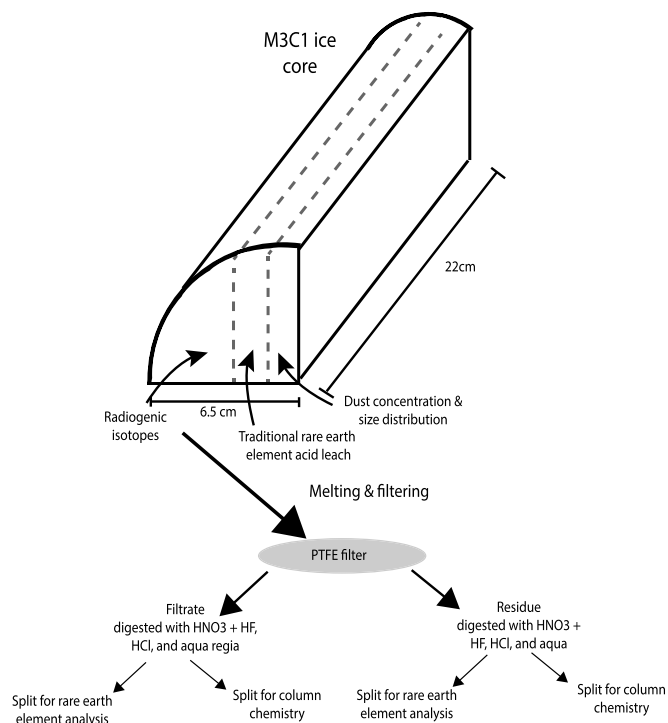 M3C1 ice
core
22cm
6.5 cm
Radiogenic
isotopes
Traditional rare earth
element acid leach
Dust concentration &
size distribution
Melting & filtering
PTFE filter
Filtrate
digested with HNO3 + HF,
HCl, and aqua regia
Residue
digested with HNO3 +
HF, HCl, and aqua
Split for rare earth
element analysis
Split for column
chemistry
Split for rare earth
element analysis
Split for column
chemistry